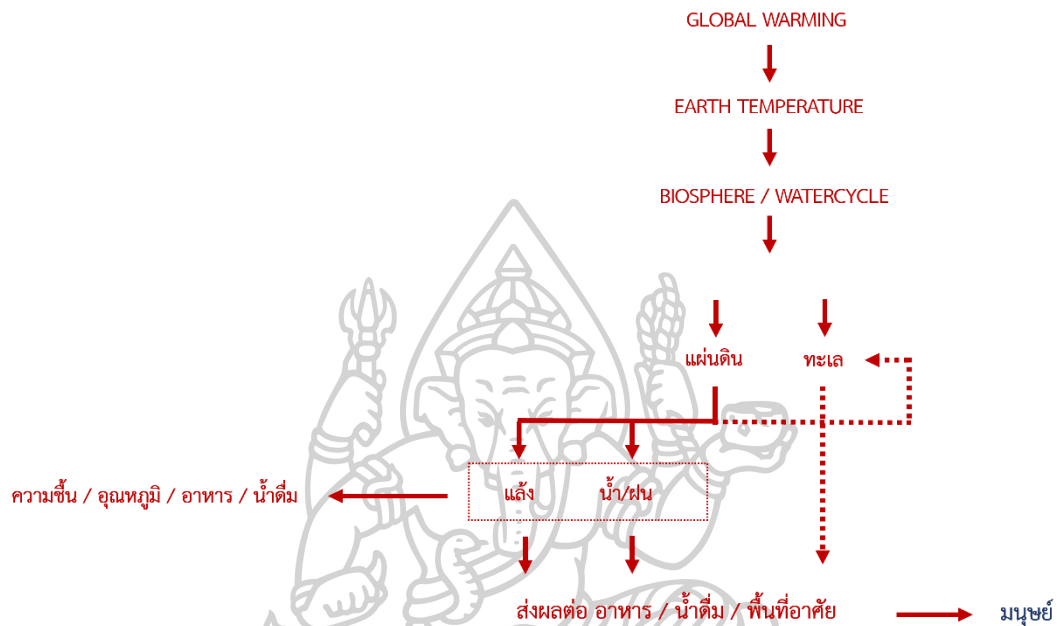 GLOBAL WARMING
EARTH TEMPERATURE
BIOSPHERE / WATERCYCLE
แผ่นดิน ทะเล
แล้ง น้ำ/ฝน
ความชื้น / อุณหภูมิ / อาหาร / น้ำดื่ม
ส่งผลต่อ อาหาร / น้ำดื่ม / พื้นที่อาศัย
มนุษย์